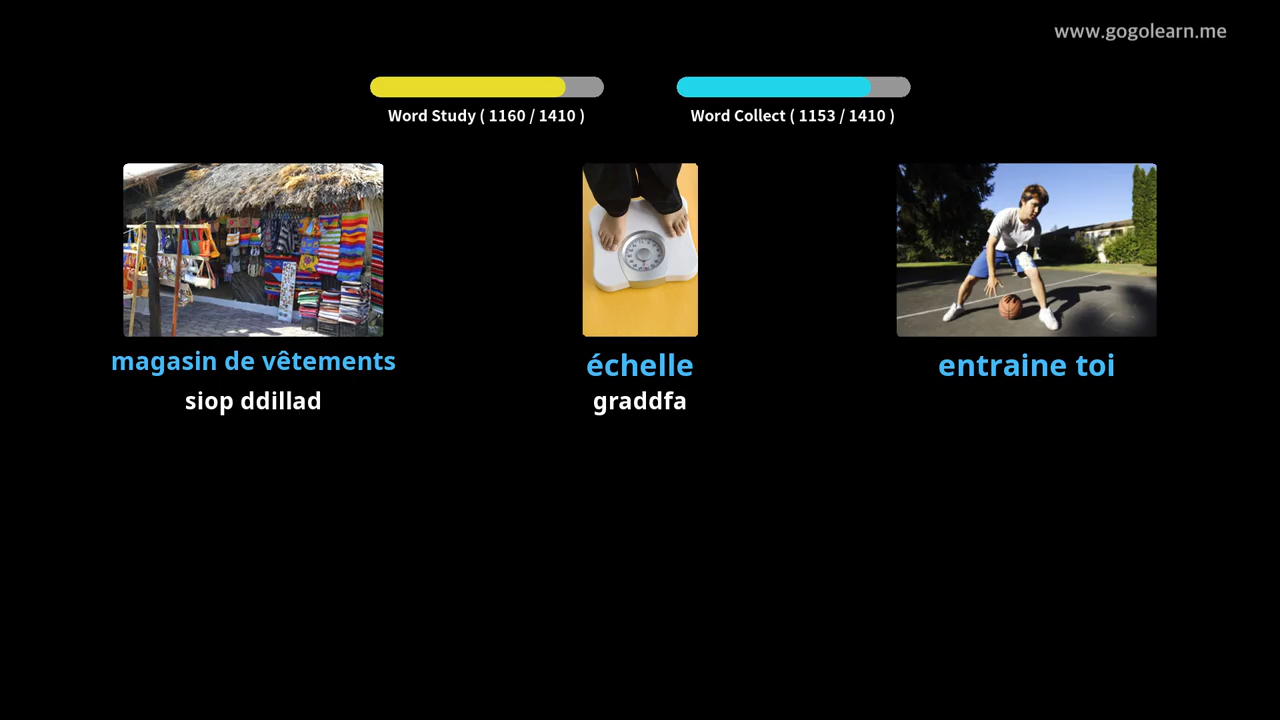 www.gogolearn.me
Word Study ( 1160 / 1410 )
Word Collect ( 1153 / 1410 )
magasin de vêtements
siop ddillad
échelle
graddfa
entraine toi